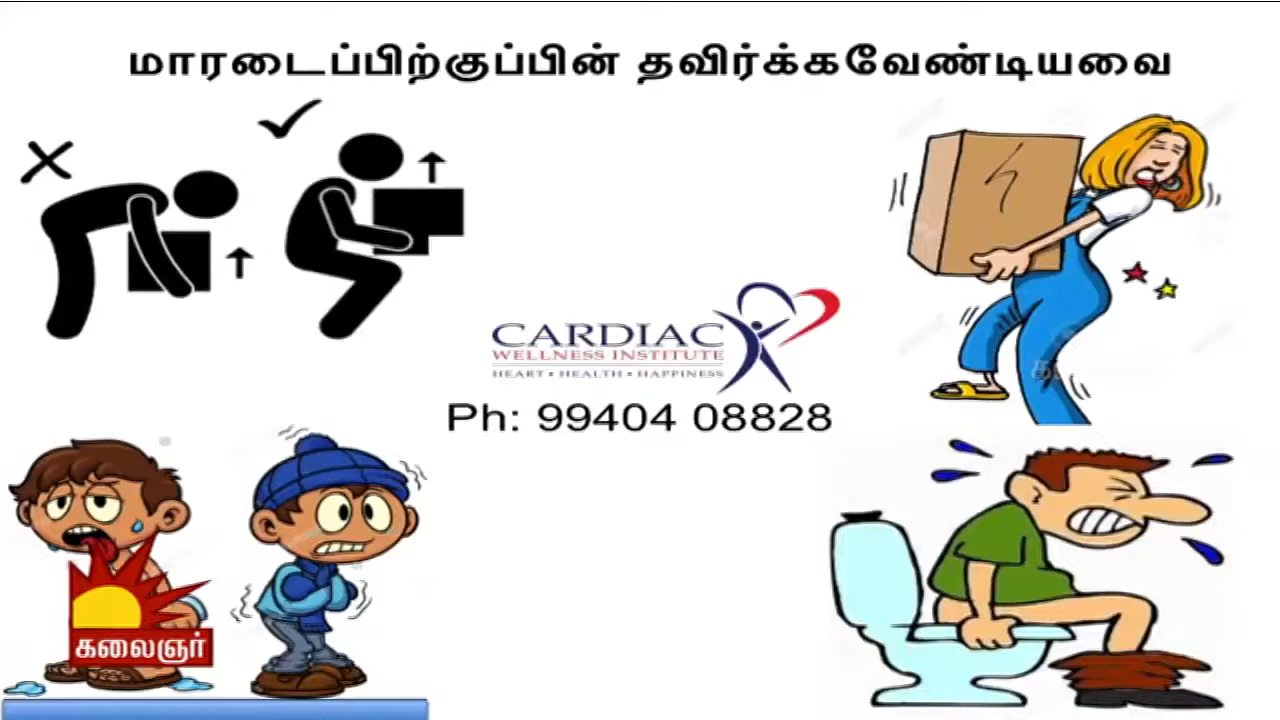 மாரடைப்பிற்குப்பின் தவிர்க்கவேண்டியவை
CARDIAC
WELLNESS INSTITUTE
HEART • HEALTH • HAPPINESS
Ph: 99404 08828
கலைஞர்